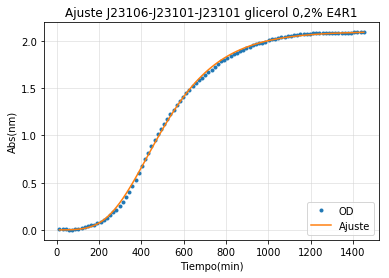 Ajuste J23106-J23101-J23101 glicerol 0,2% E4R1
Abs(nm)
2.0
1.5
1.0
0.5
0.0
OD
Ajuste
0 200 400 600 800 1000 1200 1400
Tiempo(min)